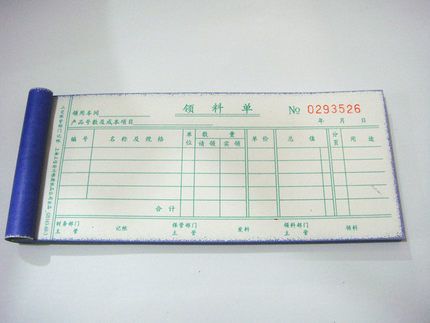 领料单 № 0293526
领用车间
产品号数及成本项目 年 月 日
编号 名称及规格 单位 数量 单价 总值 分页 用途
请领 实领
合计
财务部门主管 记帐 保管部门主管 发料 领料部门主管 领料